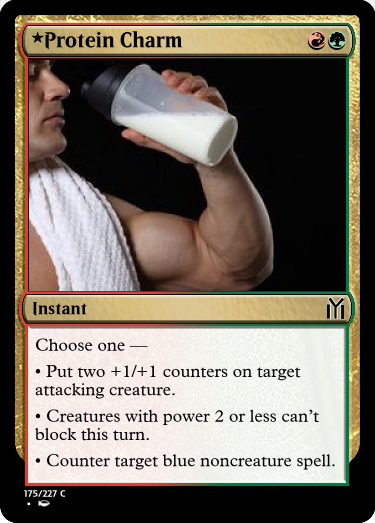 ★Protein Charm
Instant
Choose one —
• Put two +1/+1 counters on target
attacking creature.
• Creatures with power 2 or less can't
block this turn.
• Counter target blue noncreature spell.
175/227 C